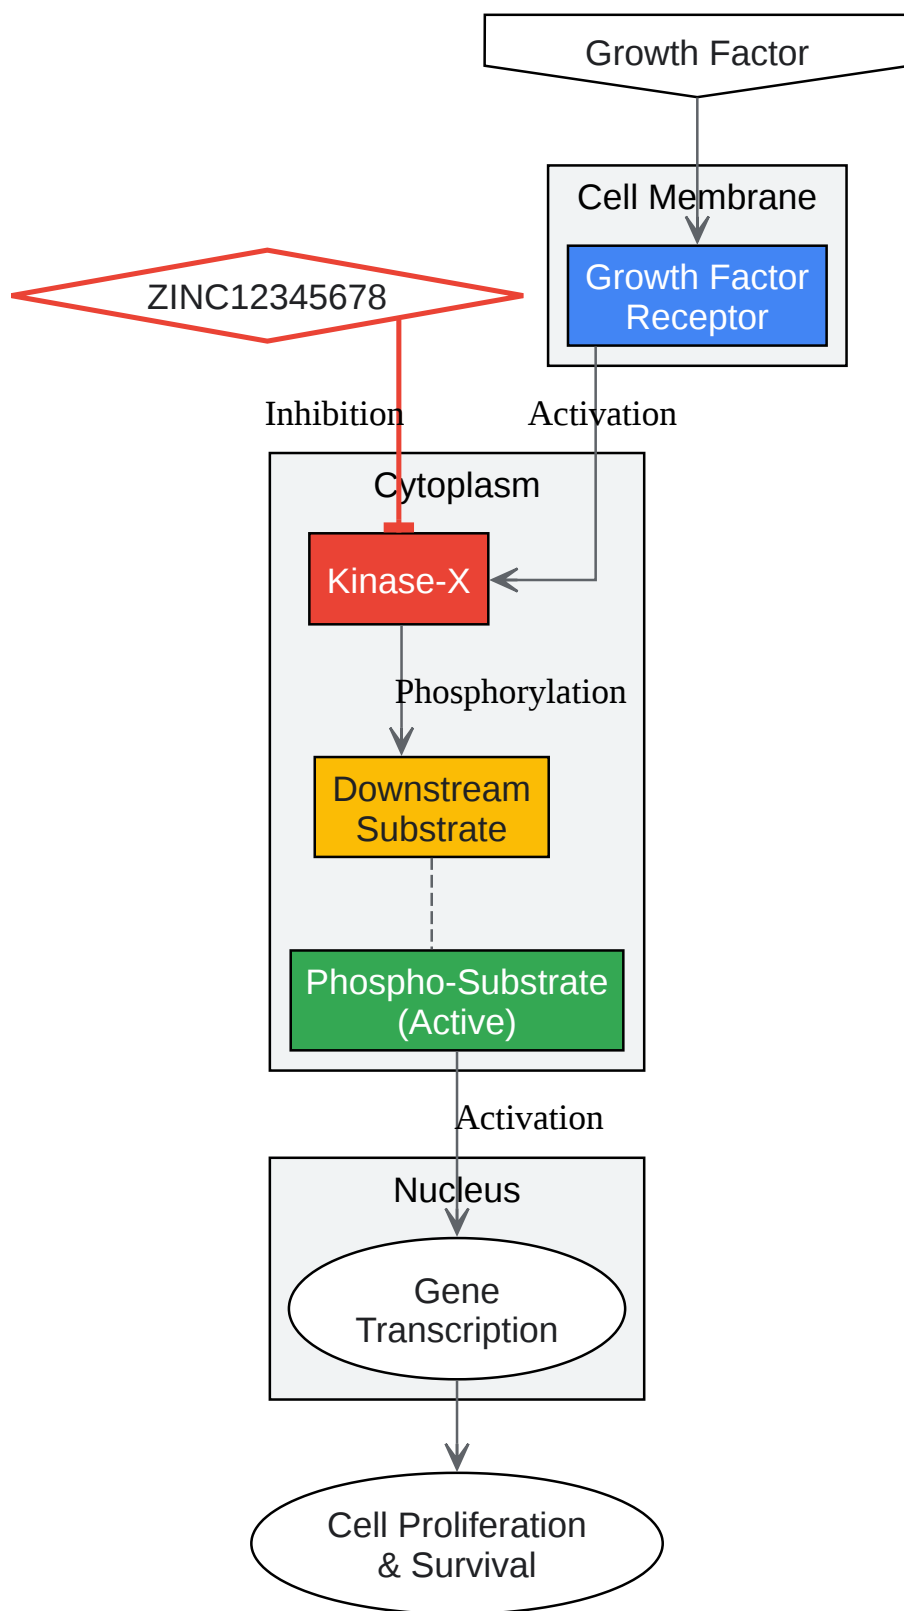 Growth Factor
Cell Membrane
Growth Factor
Receptor
ZINC12345678
Inhibition
Activation
Cytoplasm
Kinase-X
Phosphorylation
Downstream
Substrate
Phospho-Substrate
(Active)
Activation
Nucleus
Gene
Transcription
Cell Proliferation
& Survival